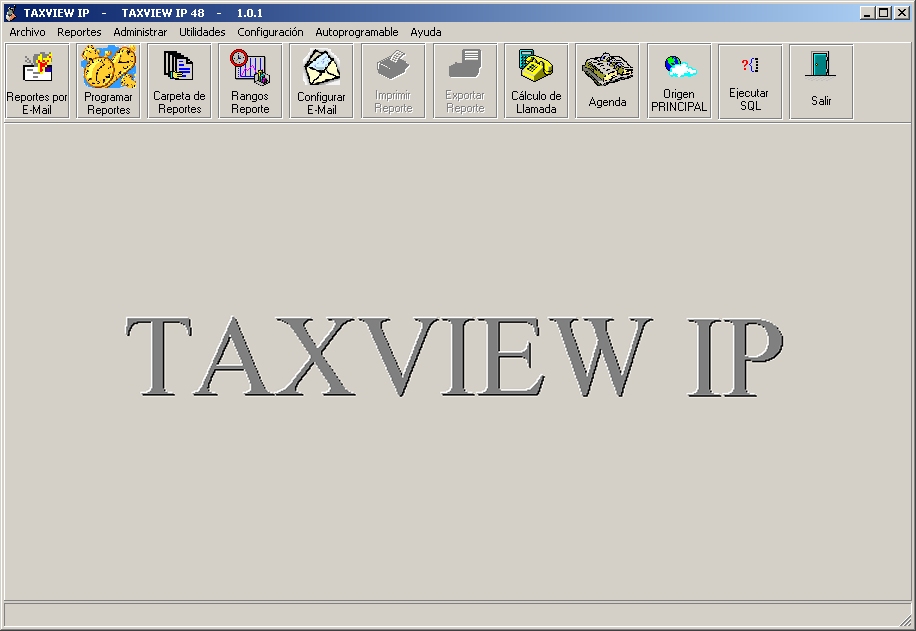 TAXVIEW IP - TAXVIEW IP 48 - 1.0.1
Archivo Reportes Administrar Utilidades Configuración Autoprogramable Ayuda
Reportes por
E-Mail
Programar
Reportes
Carpeta de
Reportes
Rangos
Reporte
Configurar
E-Mail
Imprimir
Reporte
Exportar
Reporte
Cálculo de
Llamada
Agenda
Origen
PRINCIPAL
?{}
Ejecutar
SQL
Salir
TAXVIEW IP